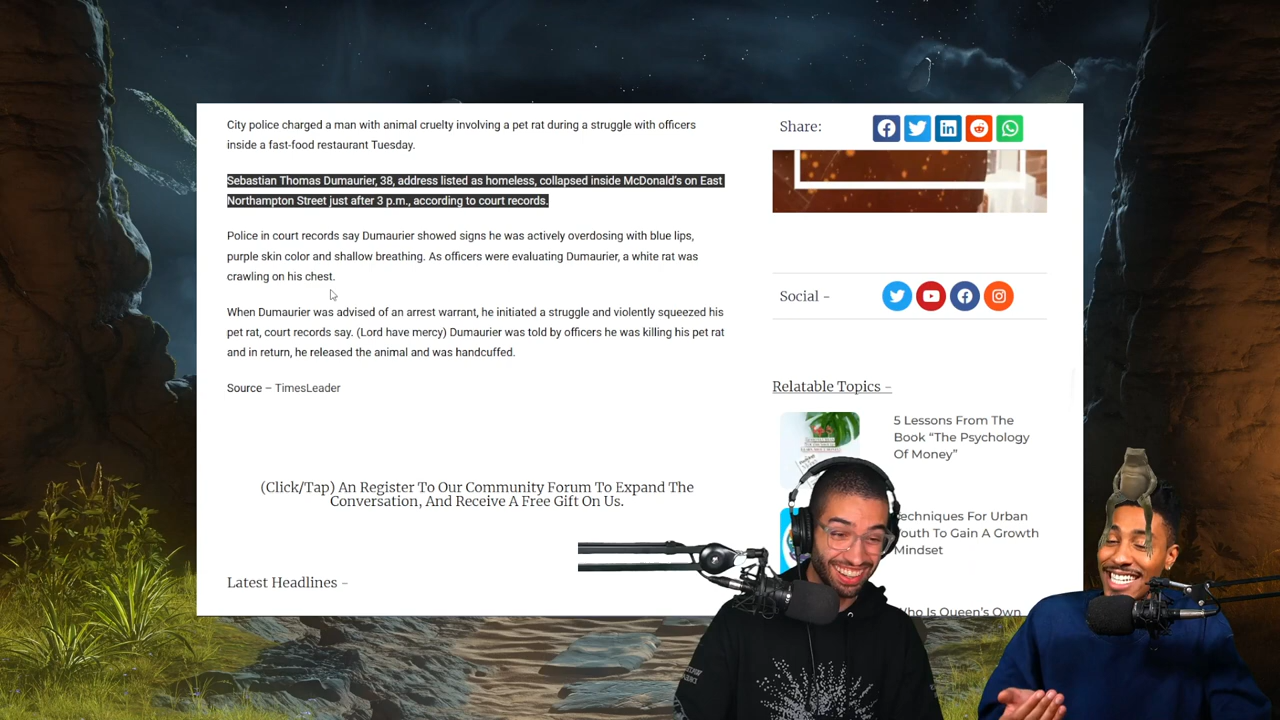 City police charged a man with animal cruelty involving a pet rat during a struggle with officers
inside a fast-food restaurant Tuesday.
Sebastian Thomas Dumaurier, 38, address listed as homeless, collapsed inside McDonald's on East
Northampton Street just after 3 p.m., according to court records.
Police in court records say Dumaurier showed signs he was actively overdosing with blue lips,
purple skin color and shallow breathing. As officers were evaluating Dumaurier, a white rat was
crawling on his chest.
When Dumaurier was advised of an arrest warrant, he initiated a struggle and violently squeezed his
pet rat, court records say. (Lord have mercy) Dumaurier was told by officers he was killing his pet rat
and in return, he released the animal and was handcuffed.
Source – TimesLeader
(Click/Tap) An Register To Our Community Forum To Expand The
Conversation, And Receive A Free Gift On Us.
Latest Headlines –
Share:
Social –
Relatable Topics –
5 Lessons From The
Book “The Psychology
Of Money”
For Urban
To Gain A Growth
Mindset
Is Queen's Own